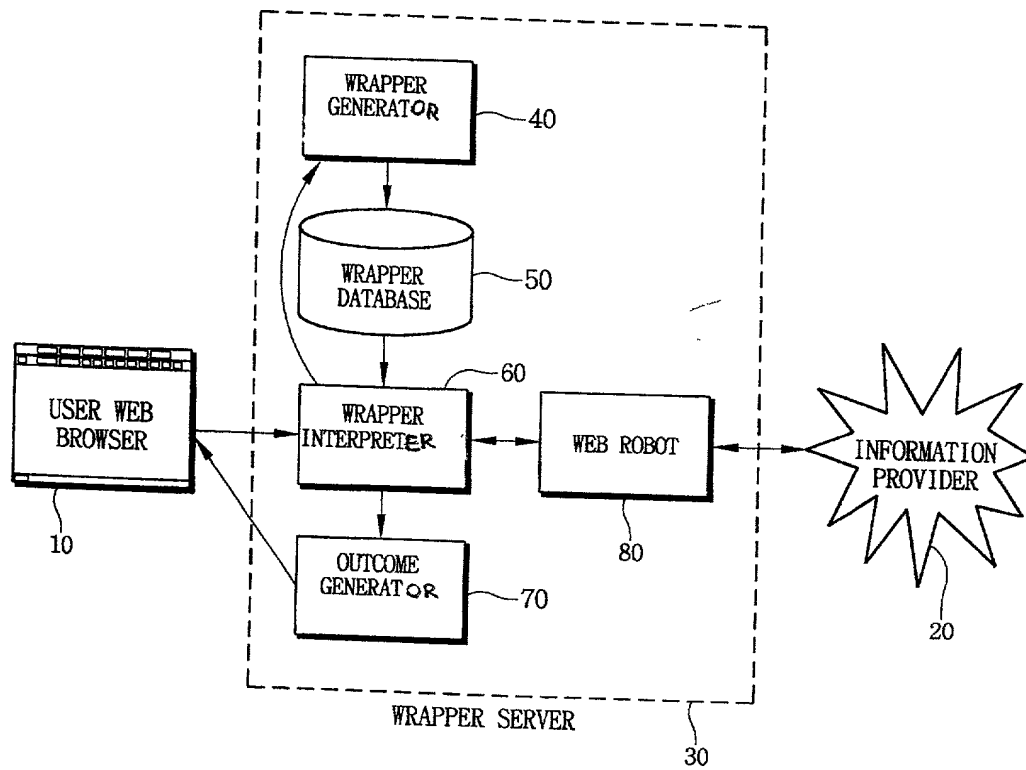 WRAPPER
GENERATOR
40
WRAPPER
DATABASE
50
60
USER WEB
BROWSER
10
WRAPPER
INTERPRETER
WEB ROBOT
80
INFORMATION
PROVIDER
20
OUTCOME
GENERATOR
70
WRAPPER SERVER
30